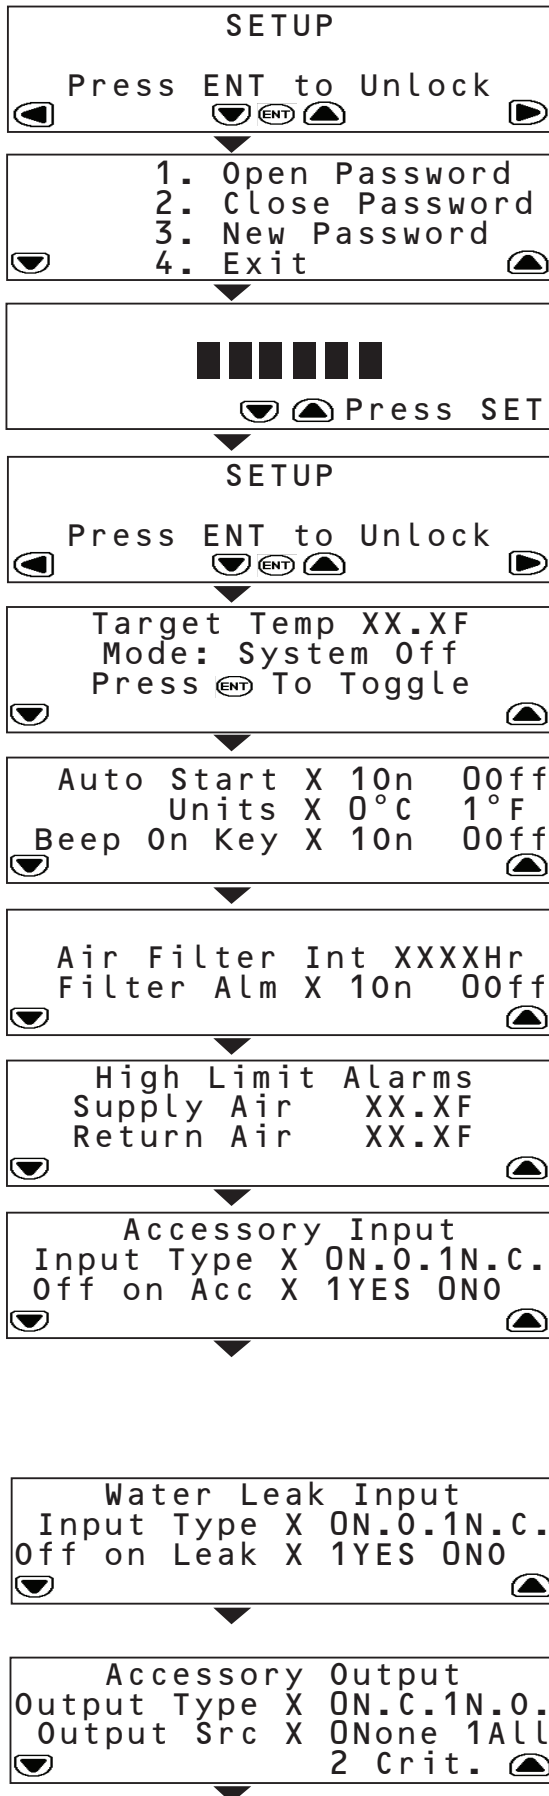 SETUP
Press ENT to Unlock
ENT
1. Open Password
2. Close Password
3. New Password
4. Exit
Press SET
SETUP
Press ENT to Unlock
ENT
Target Temp XX.XF
Mode: System Off
Press ENT To Toggle
Auto Start X 1On 0Off
Units X 0°C 1°F
Beep On Key X 1On 0Off
Air Filter Int XXXXHr
Filter Alm X 1On 0Off
High Limit Alarms
Supply Air XX.XF
Return Air XX.XF
Accessory Input
Input Type X 0N.O.1N.C.
Off on Acc X 1YES 0NO
Water Leak Input
Input Type X 0N.O.1N.C.
Off on Leak X 1YES 0NO
Accessory Output
Output Type X 0N.C.1N.O.
Output Src X 0None 1All
2 Crit.